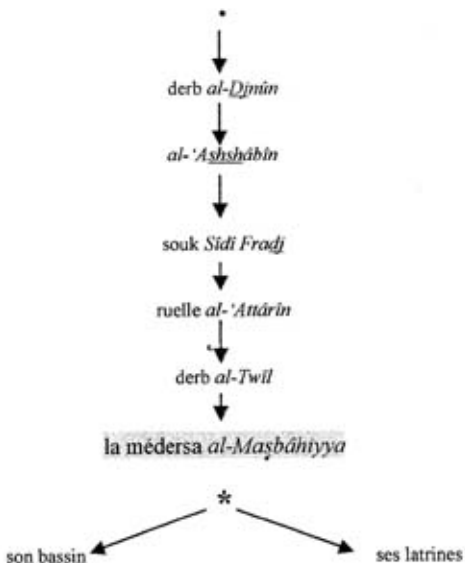 derb al-Djnûn
al-‘Ashshâbîn
souk Sîdî Fradj
ruelle al-‘Attârîn
derb al-Twîl
la médersa al-Maṣbâhiyya
*
son bassin ses latrines